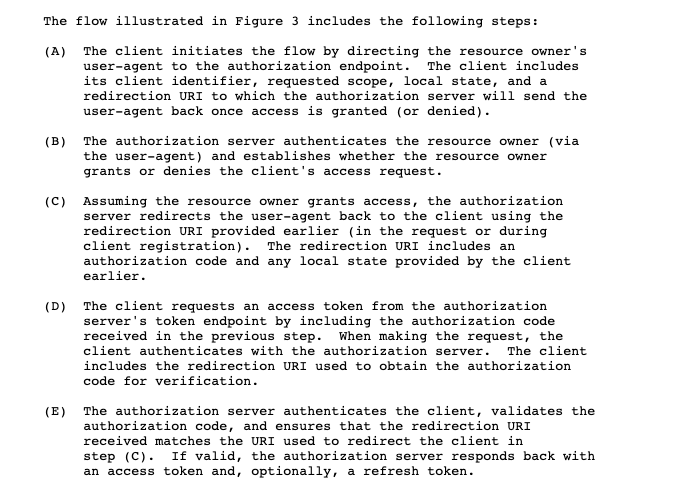 The flow illustrated in Figure 3 includes the following steps:
(A) The client initiates the flow by directing the resource owner's
user-agent to the authorization endpoint. The client includes
its client identifier, requested scope, local state, and a
redirection URI to which the authorization server will send the
user-agent back once access is granted (or denied).
(B) The authorization server authenticates the resource owner (via
the user-agent) and establishes whether the resource owner
grants or denies the client's access request.
(C) Assuming the resource owner grants access, the authorization
server redirects the user-agent back to the client using the
redirection URI provided earlier (in the request or during
client registration). The redirection URI includes an
authorization code and any local state provided by the client
earlier.
(D) The client requests an access token from the authorization
server's token endpoint by including the authorization code
received in the previous step. When making the request, the
client authenticates with the authorization server. The client
includes the redirection URI used to obtain the authorization
code for verification.
(E) The authorization server authenticates the client, validates the
authorization code, and ensures that the redirection URI
received matches the URI used to redirect the client in
step (C). If valid, the authorization server responds back with
an access token and, optionally, a refresh token.